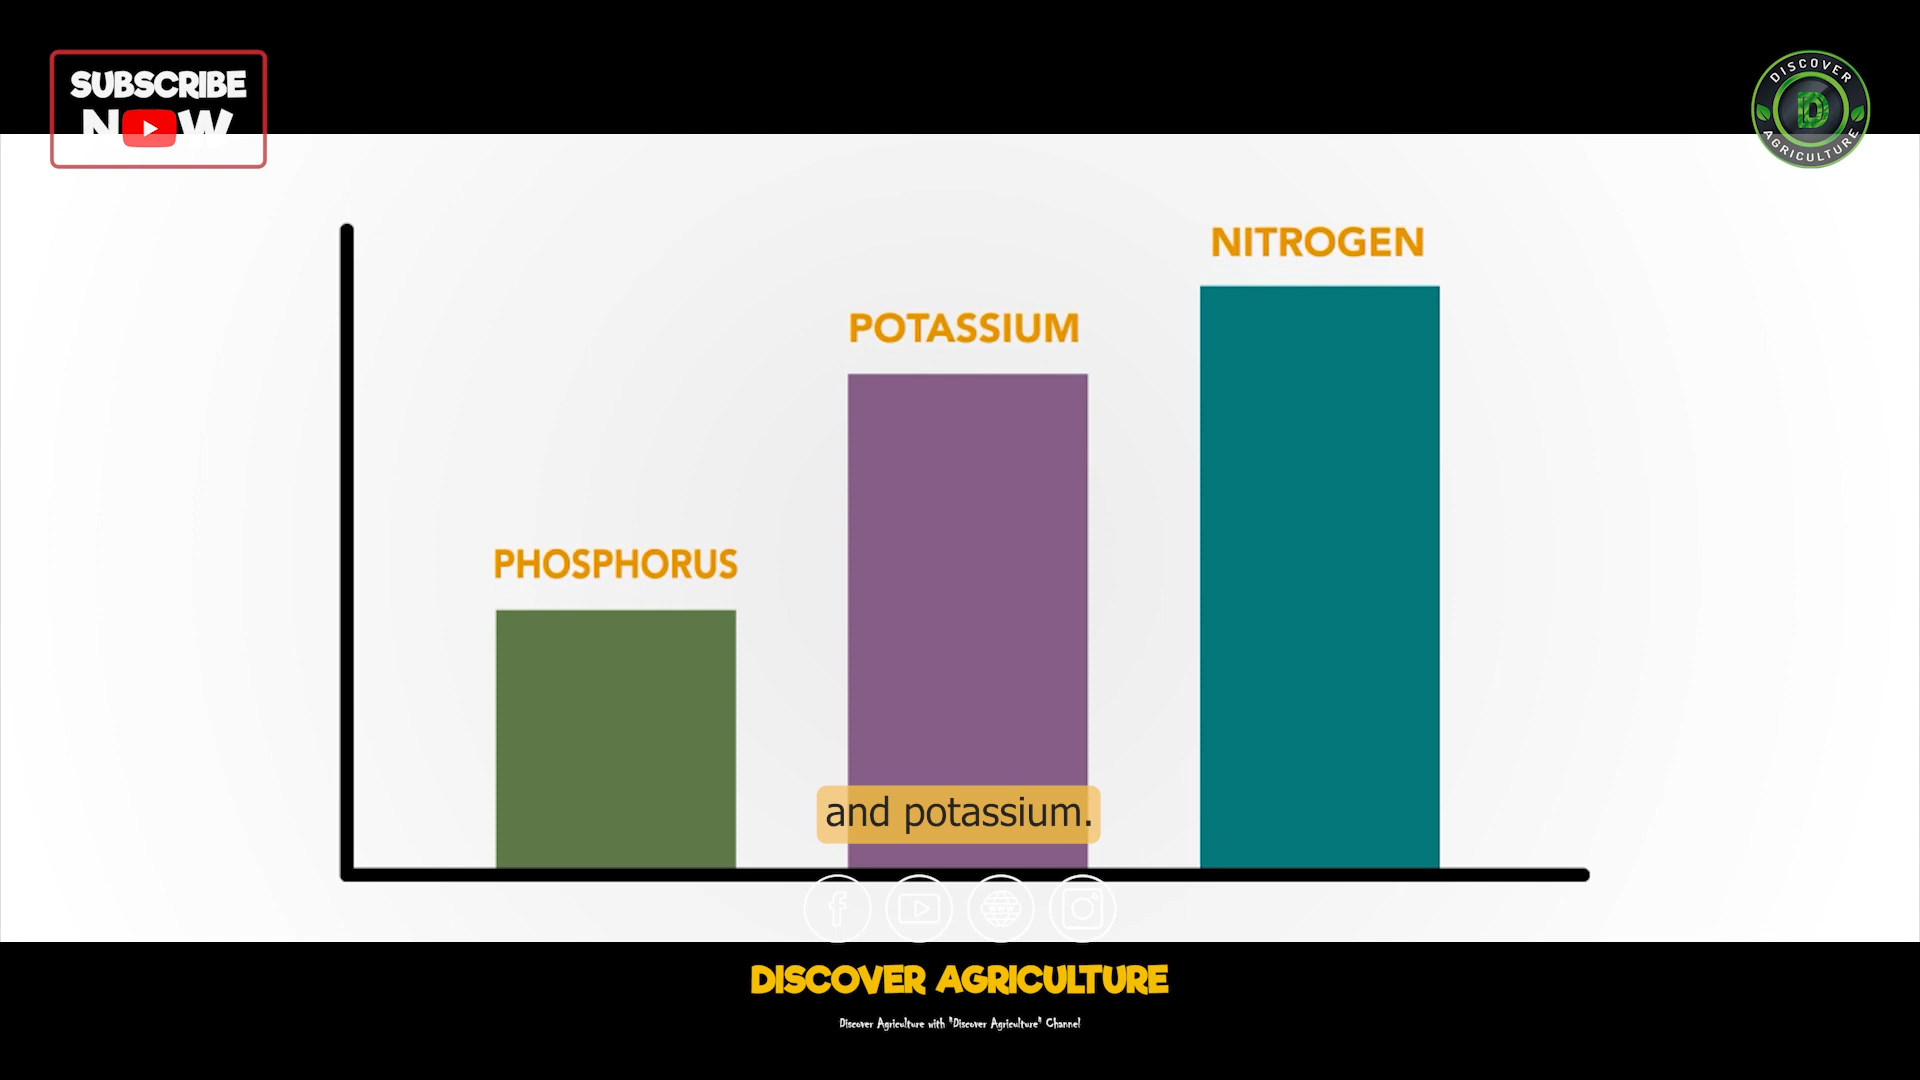 SUBSCRIBE
NOW
DISCOVER
D
AGRICULTURE
NITROGEN
POTASSIUM
PHOSPHORUS
and potassium.
DISCOVER AGRICULTURE
Discover Agriculture with "Discover Agriculture" Channel